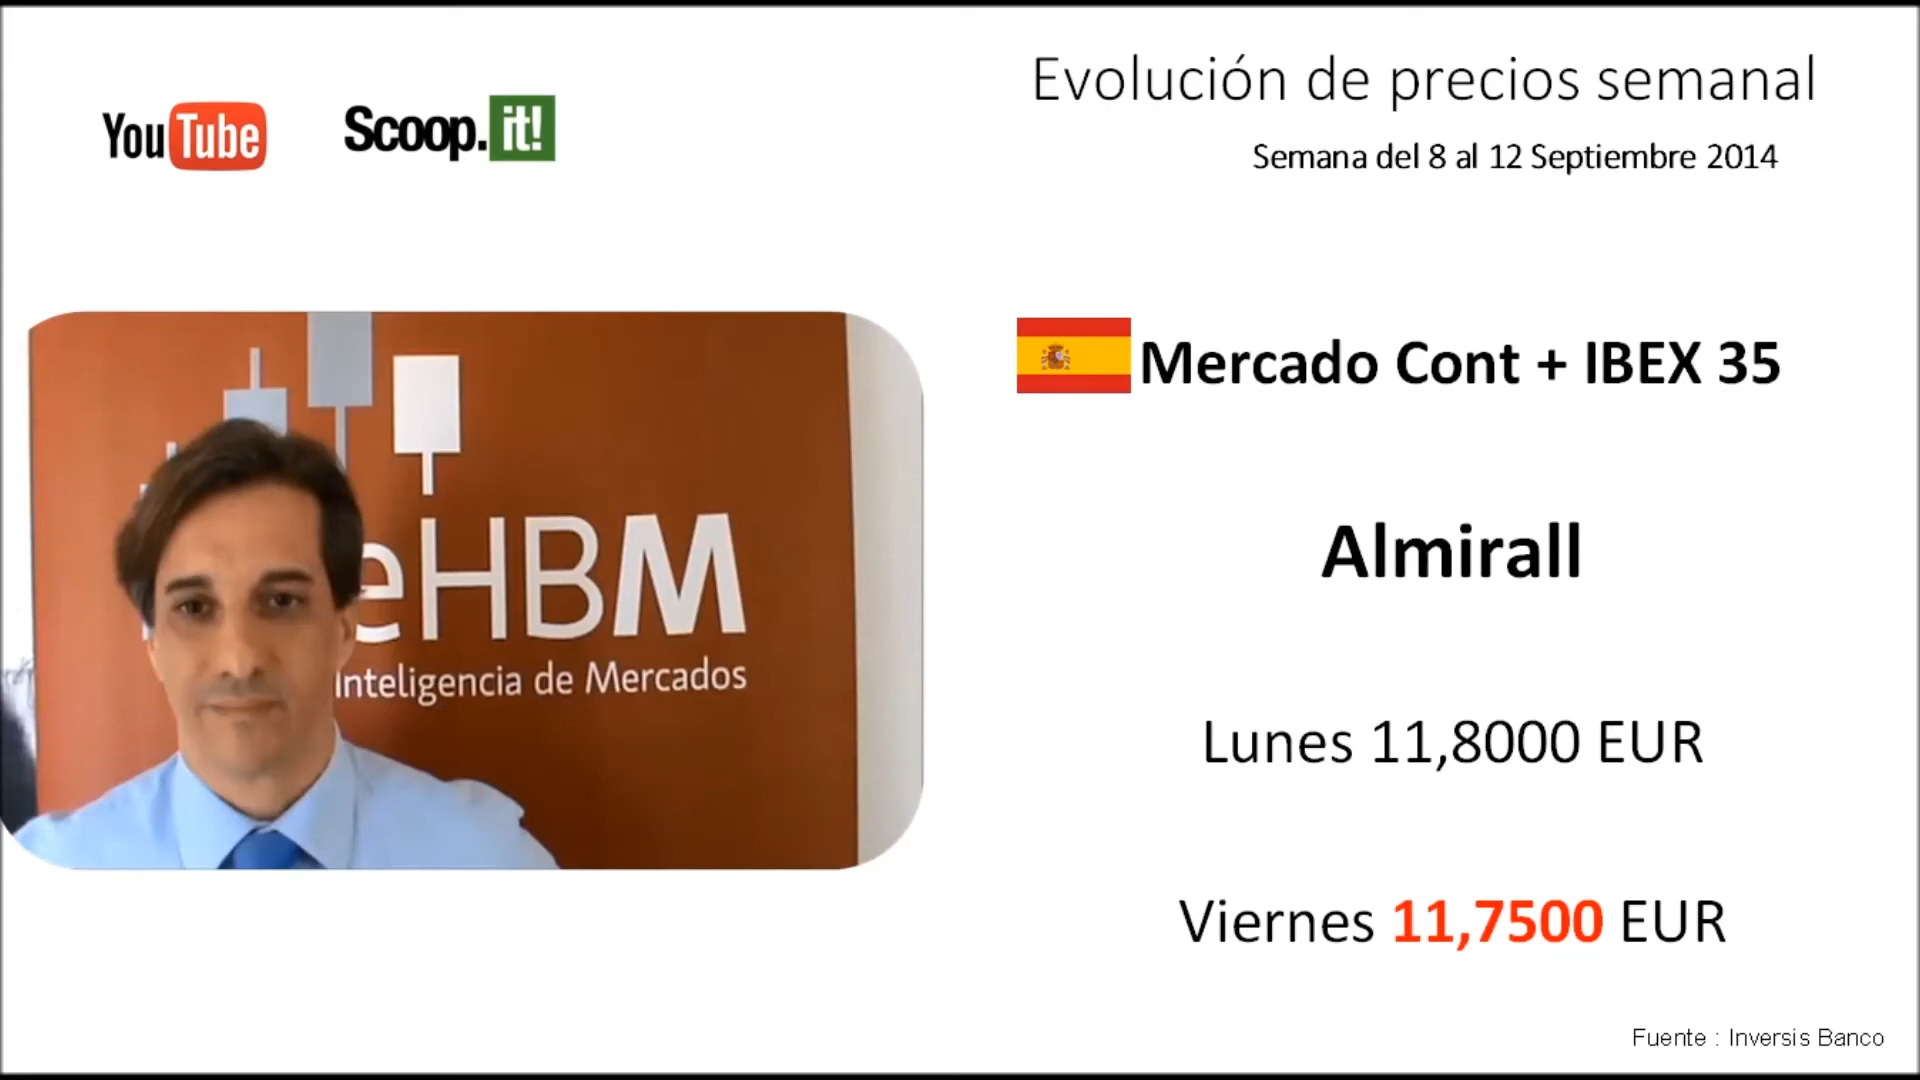 YouTube
Scoop.it!
Evolución de precios semanal
Semana del 8 al 12 Septiembre 2014
eHBM
Inteligencia de Mercados
Mercado Cont + IBEX 35
Almirall
Lunes 11,8000 EUR
Viernes 11,7500 EUR
Fuente : Inversis Banco